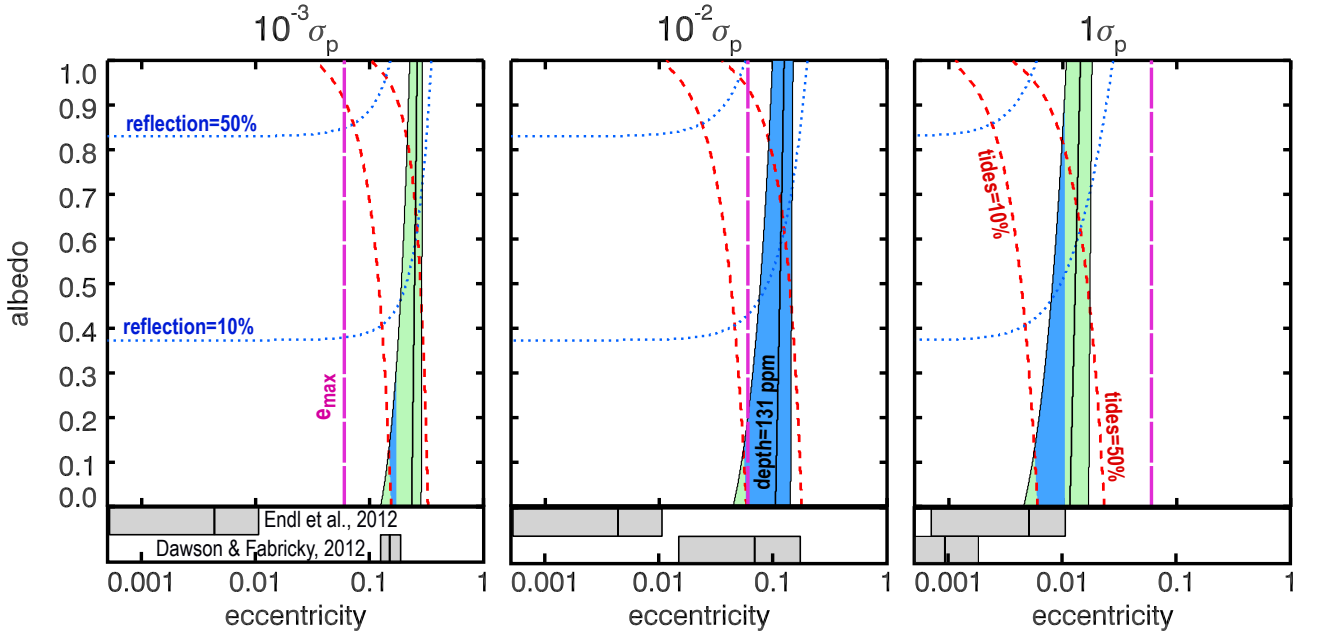 10⁻³σₚ 10⁻²σₚ 1σₚ
albedo
1.0
0.9
0.8
0.7
0.6
0.5
0.4
0.3
0.2
0.1
0.0
reflection=50%
reflection=10%
e_max
depth=131 ppm
tides=10%
tides=50%
Endl et al., 2012
Dawson & Fabricky, 2012
0.001 0.01 0.1 1
0.001 0.01 0.1 1
0.001 0.01 0.1 1
eccentricity eccentricity eccentricity